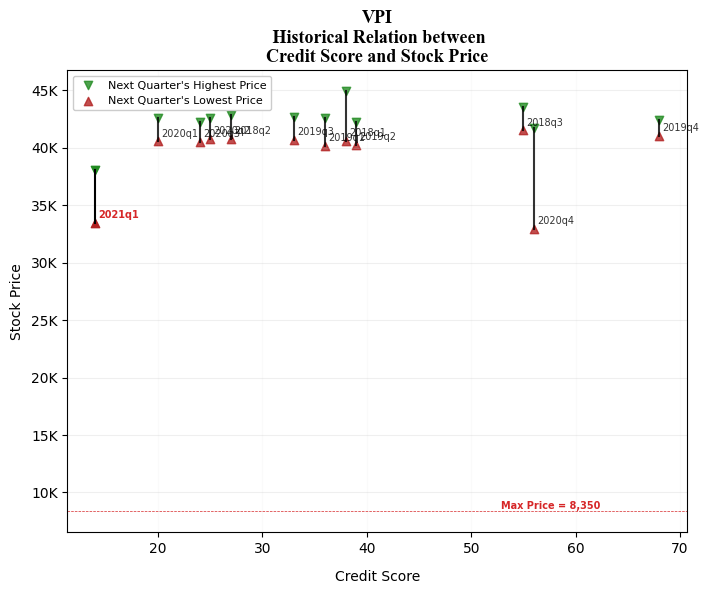 VPI
Historical Relation between
Credit Score and Stock Price
Next Quarter's Highest Price
Next Quarter's Lowest Price
45K
40K
35K
30K
25K
20K
15K
10K
Stock Price
2020q1
2018q2
2019q3
2018q1
2019q2
2018q3
2020q4
2019q4
2021q1
Max Price = 8,350
20
30
40
50
60
70
Credit Score